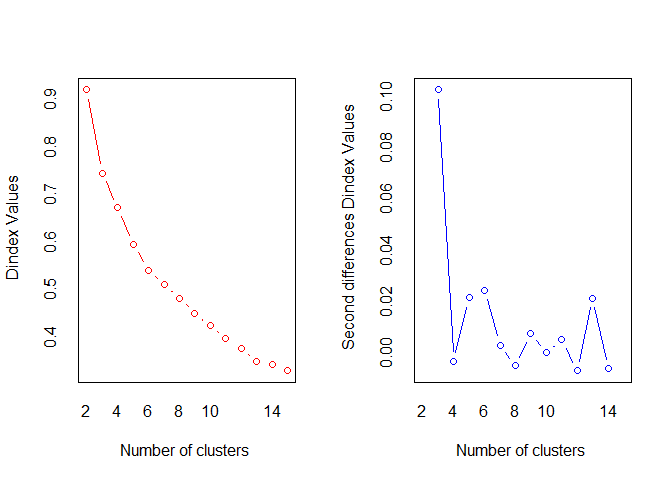 Dindex Values
0.4 0.5 0.6 0.7 0.8 0.9
2 4 6 8 10 14
Number of clusters
Second differences Dindex Values
0.00 0.02 0.04 0.06 0.08 0.10
2 4 6 8 10 14
Number of clusters